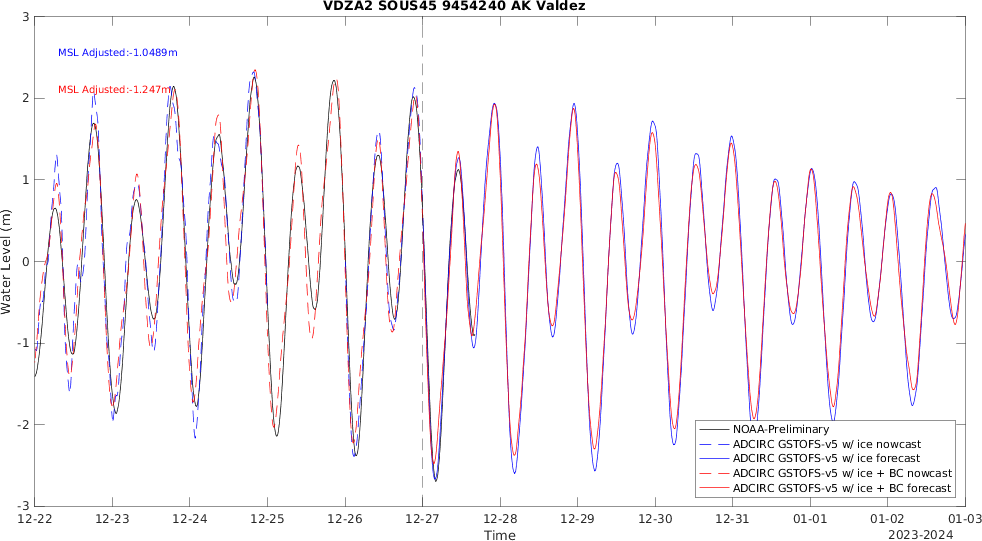 VDZA2 SOUS45 9454240 AK Valdez
MSL Adjusted:-1.0489m
MSL Adjusted:-1.247m
Water Level (m)
3
2
1
0
-1
-2
-3
NOAA-Preliminary
ADCIRC GSTOFS-v5 w/ ice nowcast
ADCIRC GSTOFS-v5 w/ ice forecast
ADCIRC GSTOFS-v5 w/ ice + BC nowcast
ADCIRC GSTOFS-v5 w/ ice + BC forecast
12-22 12-23 12-24 12-25 12-26 12-27 12-28 12-29 12-30 12-31 01-01 01-02 01-03
Time
2023-2024